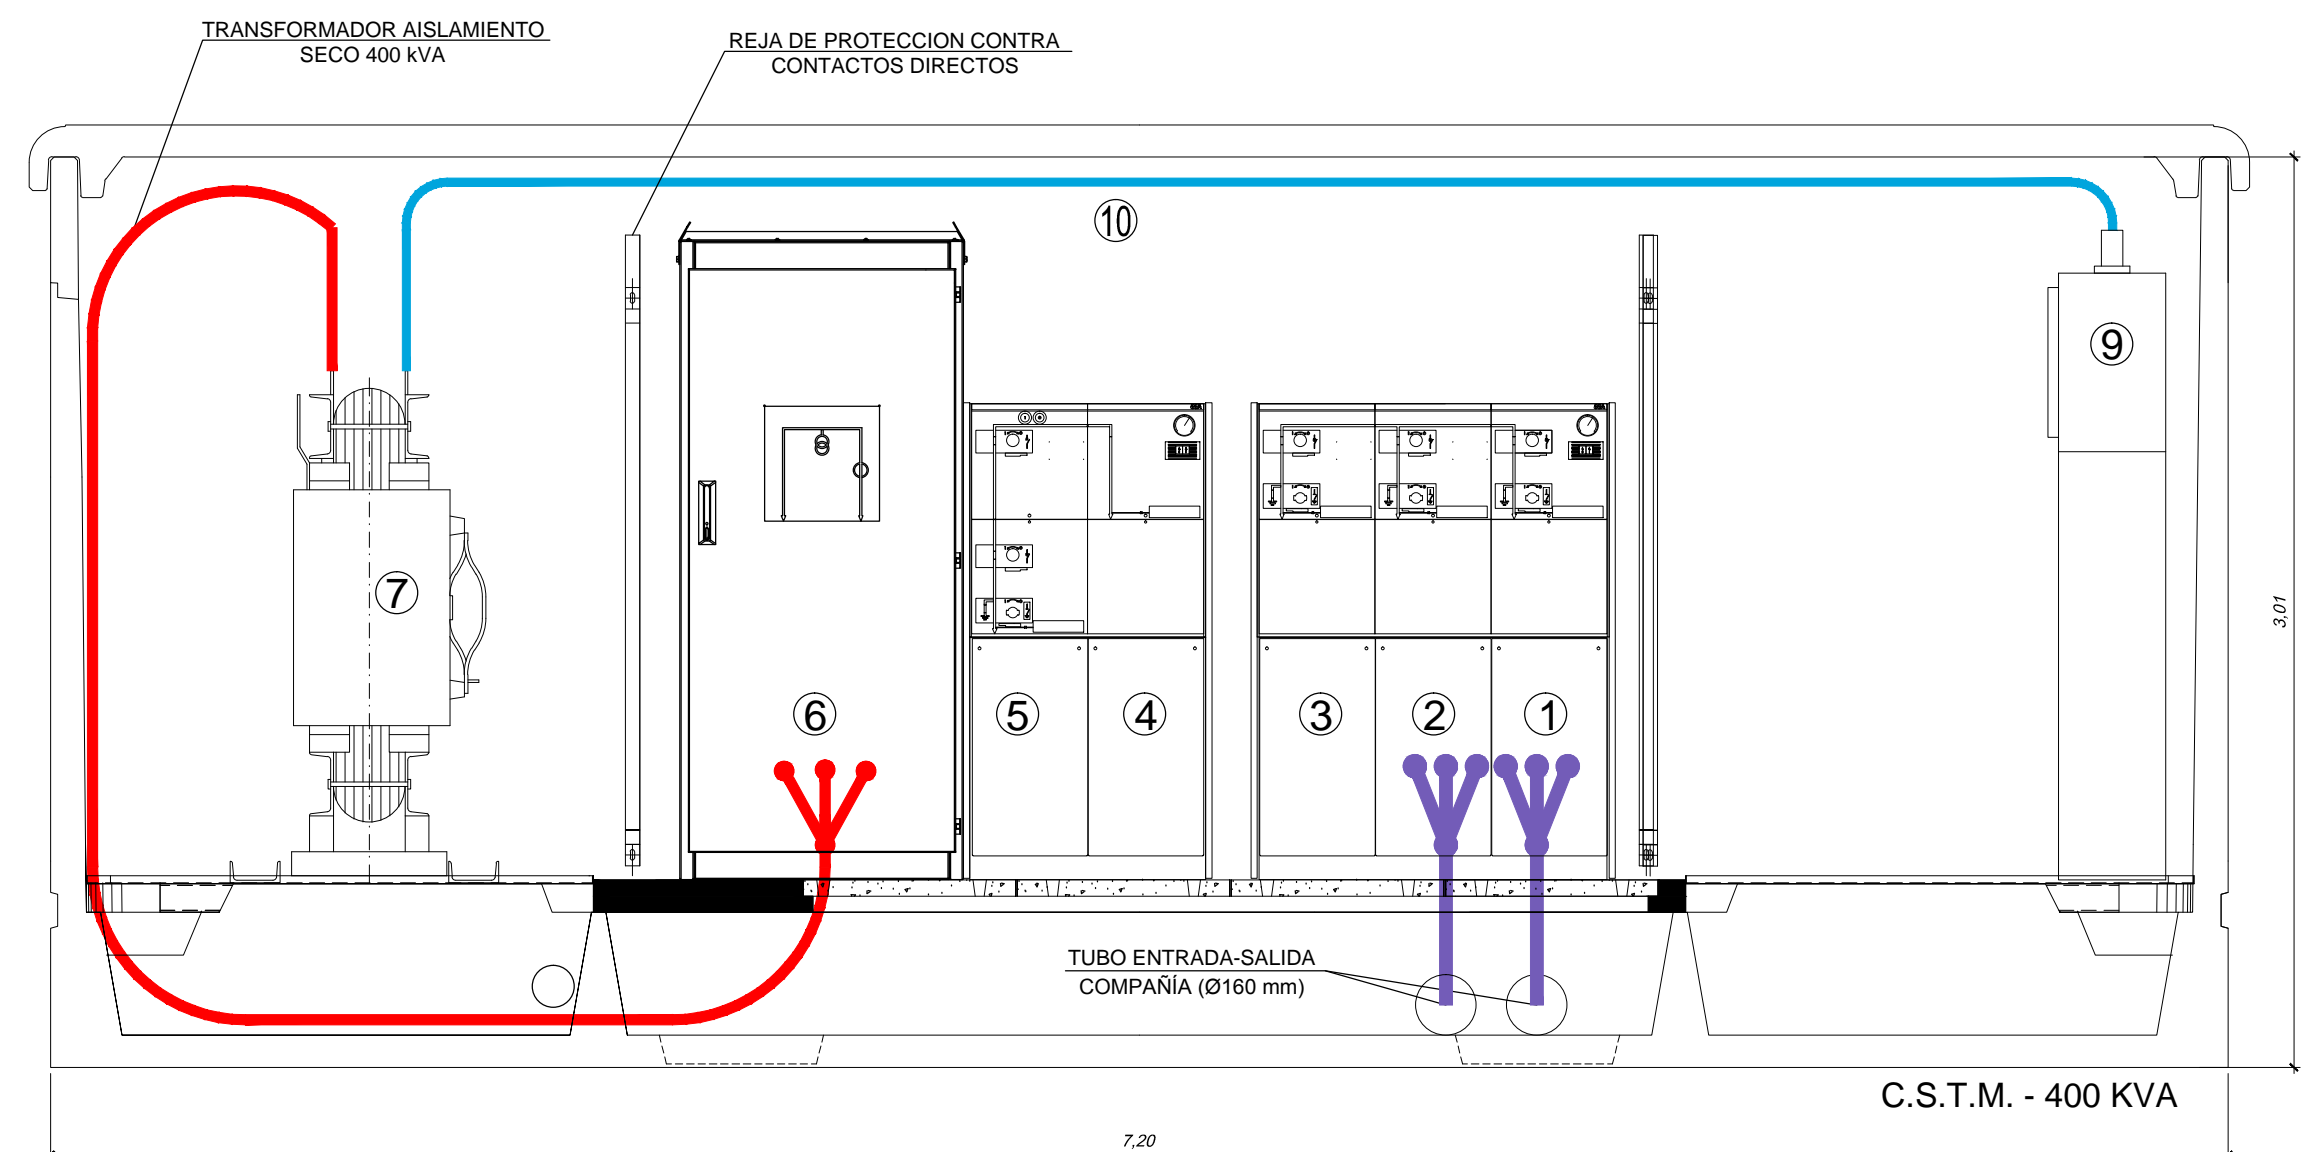 TRANSFORMADOR AISLAMIENTO
SECO 400 kVA
REJA DE PROTECCION CONTRA
CONTACTOS DIRECTOS
10
9
7
6
5
4
3
2
1
3,01
TUBO ENTRADA-SALIDA
COMPAÑÍA (Ø160 mm)
C.S.T.M. - 400 KVA
7,20